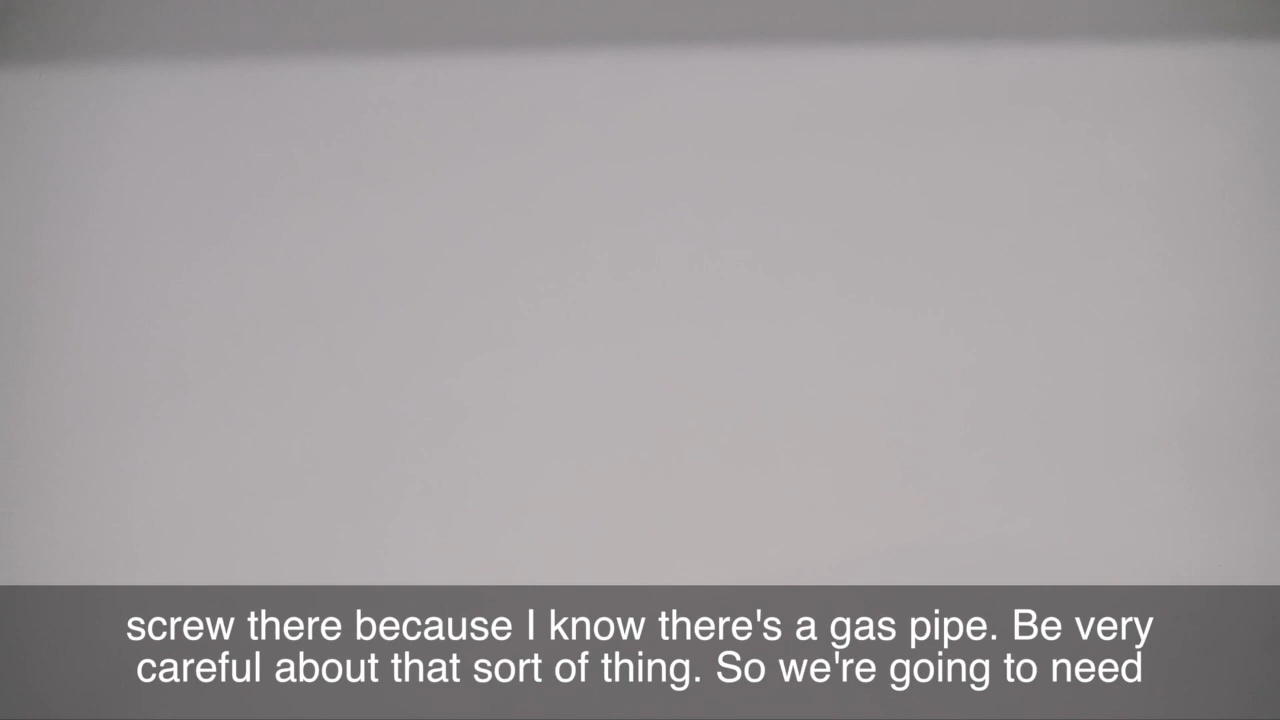 screw there because I know there's a gas pipe. Be very
careful about that sort of thing. So we're going to need